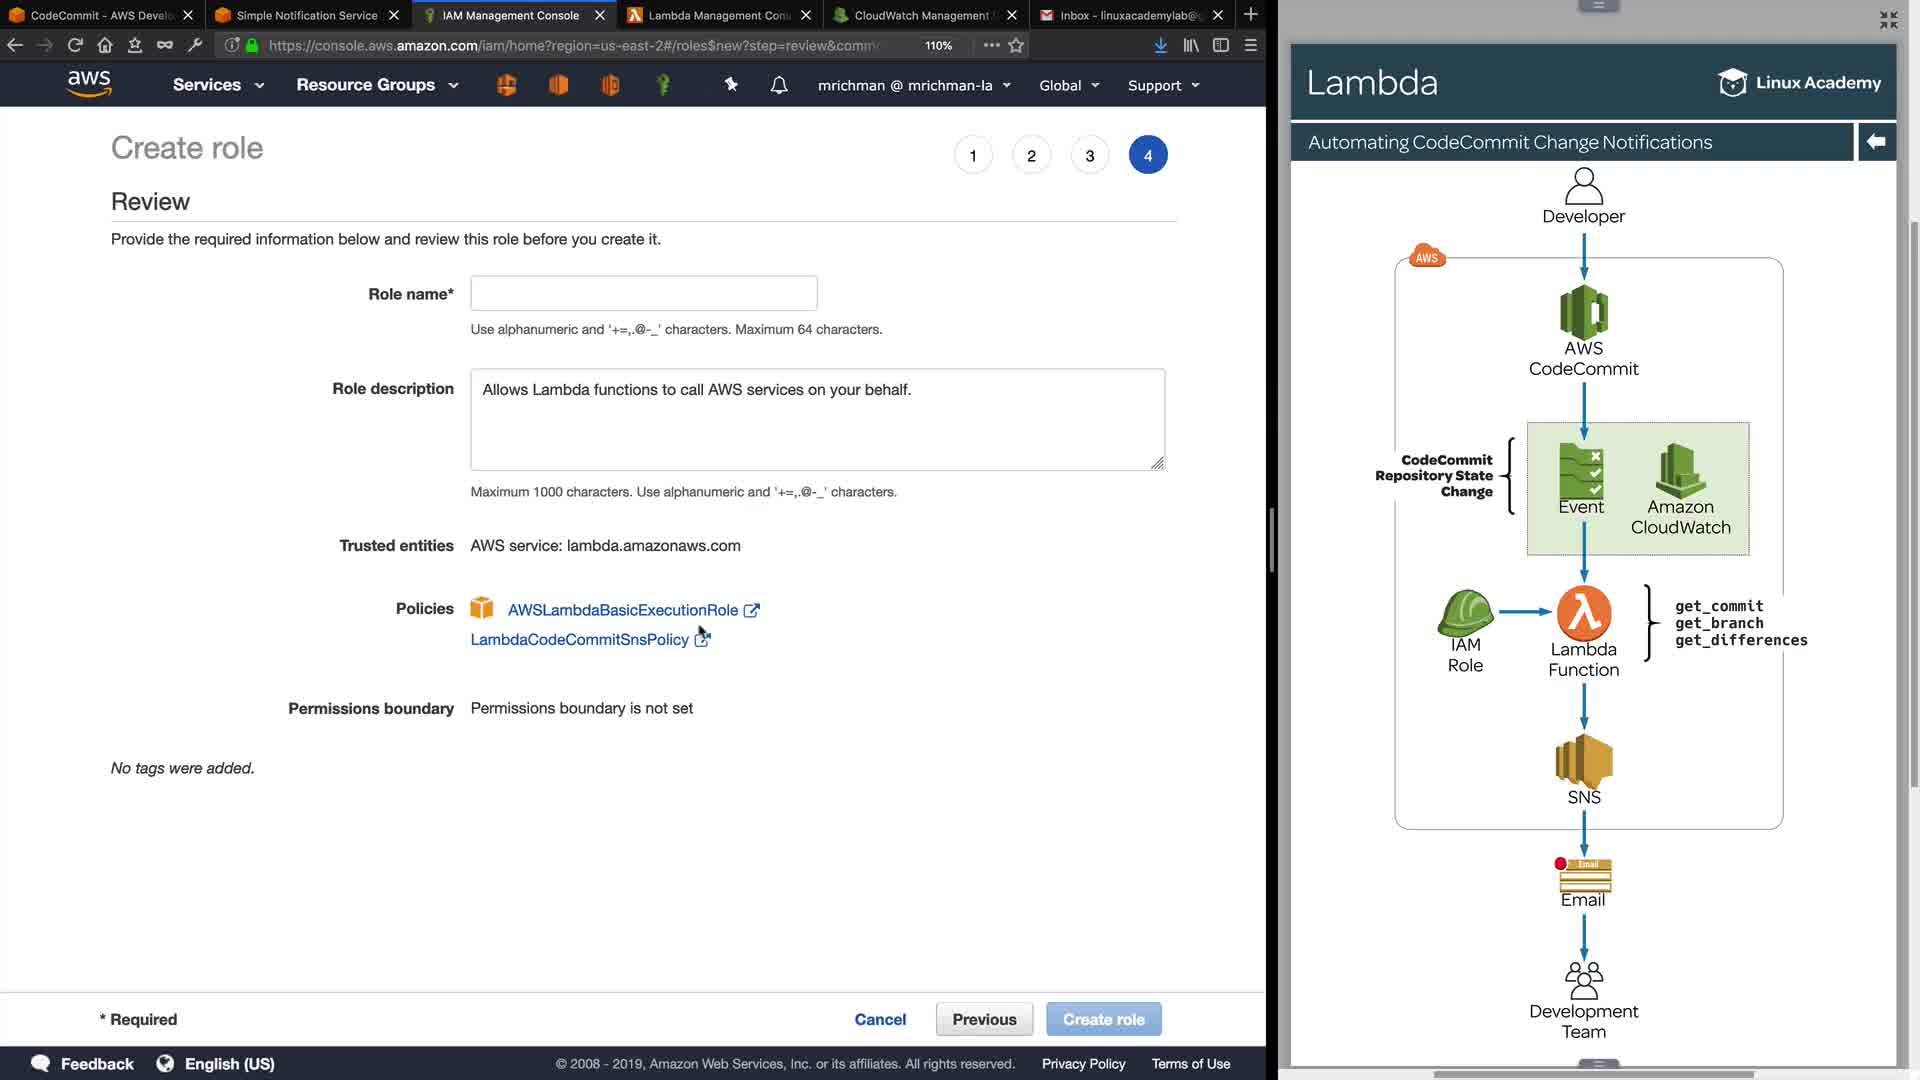 CodeCommit - AWS Develo
Simple Notification Service
IAM Management Console
Lambda Management Con
CloudWatch Management
Inbox - linuxacademylab@g
https://console.aws.amazon.com/iam/home?region=us-east-2#/roles$new?step=review&comm
110%
aws
Services
Resource Groups
mrichman @ mrichman-la
Global
Support
Create role
1
2
3
4
Review
Provide the required information below and review this role before you create it.
Role name*
Use alphanumeric and '+=,.@-_' characters. Maximum 64 characters.
Role description
Allows Lambda functions to call AWS services on your behalf.
Maximum 1000 characters. Use alphanumeric and '+=,.@-_' characters.
Trusted entities
AWS service: lambda.amazonaws.com
Policies
AWSLambdaBasicExecutionRole
LambdaCodeCommitSnsPolicy
Permissions boundary
Permissions boundary is not set
No tags were added.
* Required
Cancel
Previous
Create role
Feedback
English (US)
© 2008 - 2019, Amazon Web Services, Inc. or its affiliates. All rights reserved.
Privacy Policy
Terms of Use
Lambda
Linux Academy
Automating CodeCommit Change Notifications
Developer
AWS
AWS
CodeCommit
CodeCommit
Repository State
Change
Event
Amazon
CloudWatch
IAM
Role
Lambda
Function
get_commit
get_branch
get_differences
SNS
Email
Email
Development
Team